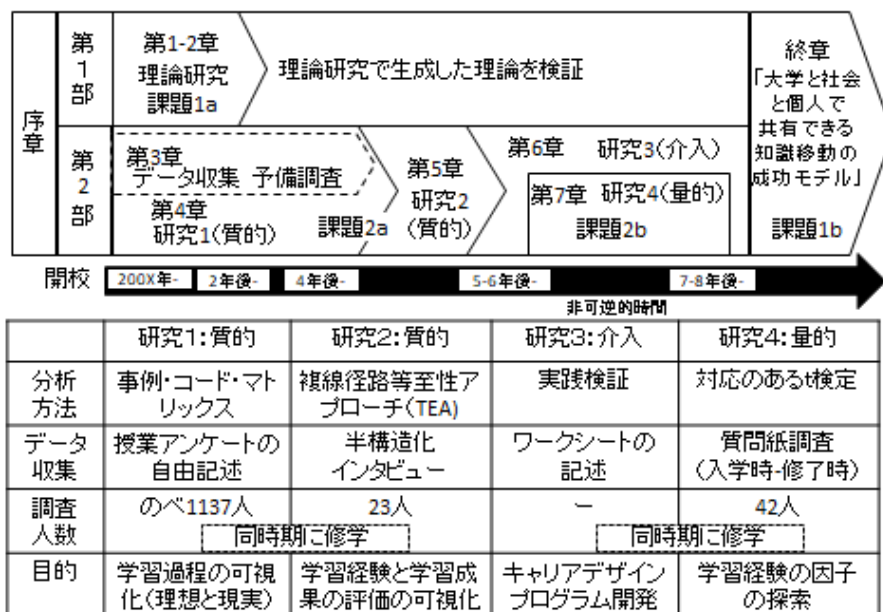 序章
第1部
第1-2章
理論研究
課題1a
理論研究で生成した理論を検証
終章
「大学と社会
と個人で
共有できる
知識移動の
成功モデル」
課題1b
第2部
第3章
データ収集 予備調査
第4章
研究1(質的)
課題2a
第5章
研究2
(質的)
第6章 研究3(介入)
第7章 研究4(量的)
課題2b
開校
200X年-
2年後-
4年後-
5-6年後-
7-8年後-
非可逆的時間
研究1:質的 研究2:質的 研究3:介入 研究4:量的
分析
方法
事例・コード・マト
リックス
複線径路等至性ア
プローチ(TEA)
実践検証
対応のあるt検定
データ
収集
授業アンケートの
自由記述
半構造化
インタビュー
ワークシートの
記述
質問紙調査
(入学時-修了時)
調査
人数
のべ1137人
23人
ー
42人
同時期に修学
同時期に修学
目的
学習過程の可視
化(理想と現実)
学習経験と学習成
果の評価の可視化
キャリアデザイン
プログラム開発
学習経験の因子
の探索